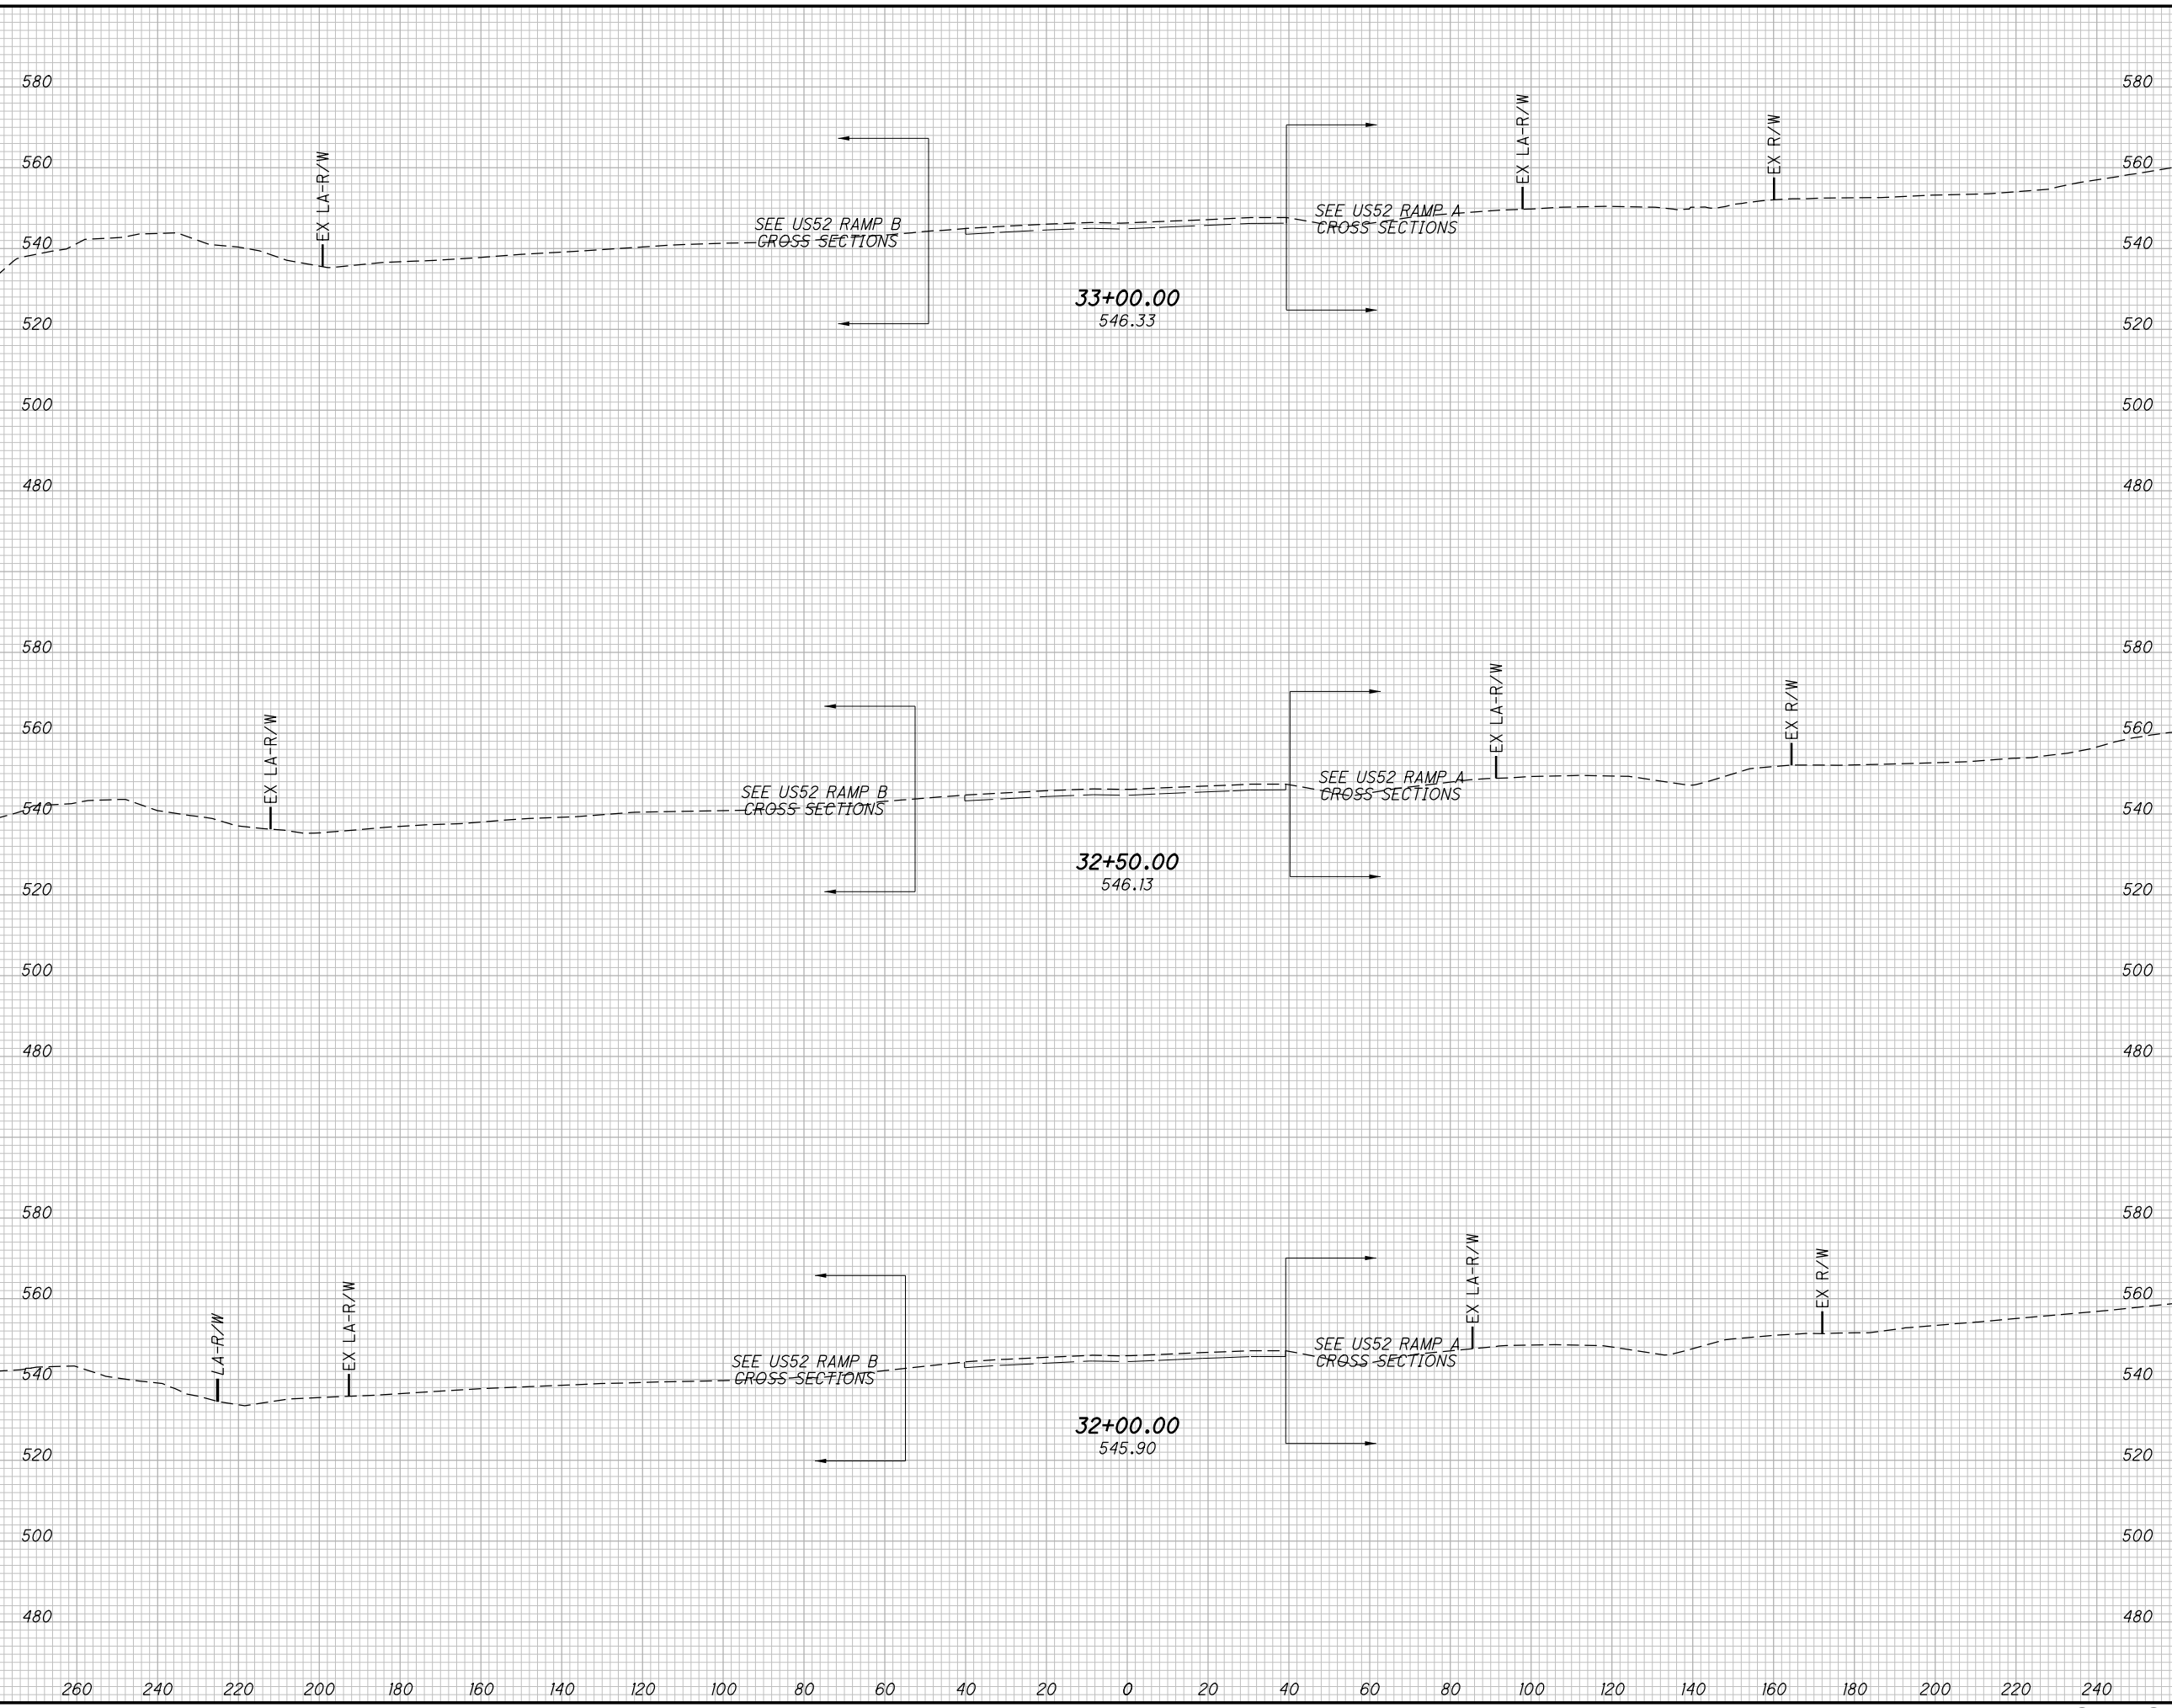 580 580
EX LA-R/W
EX R/W
EX LA-R/W
560 560
SEE US52 RAMP A
CROSS SECTIONS
SEE US52 RAMP B
CROSS SECTIONS
540 540
33+00.00
546.33
520 520
500 500
480 480
580 580
EX LA-R/W
EX R/W
EX LA-R/W
560 560
SEE US52 RAMP A
CROSS SECTIONS
SEE US52 RAMP B
CROSS SECTIONS
540 540
32+50.00
546.13
520 520
500 500
480 480
580 580
EX LA-R/W
EX R/W
EX LA-R/W
LA-R/W
560 560
SEE US52 RAMP A
CROSS SECTIONS
SEE US52 RAMP B
CROSS SECTIONS
540 540
32+00.00
545.90
520 520
500 500
480 480
260 240 220 200 180 160 140 120 100 80 60 40 20 0 20 40 60 80 100 120 140 160 180 200 220 240